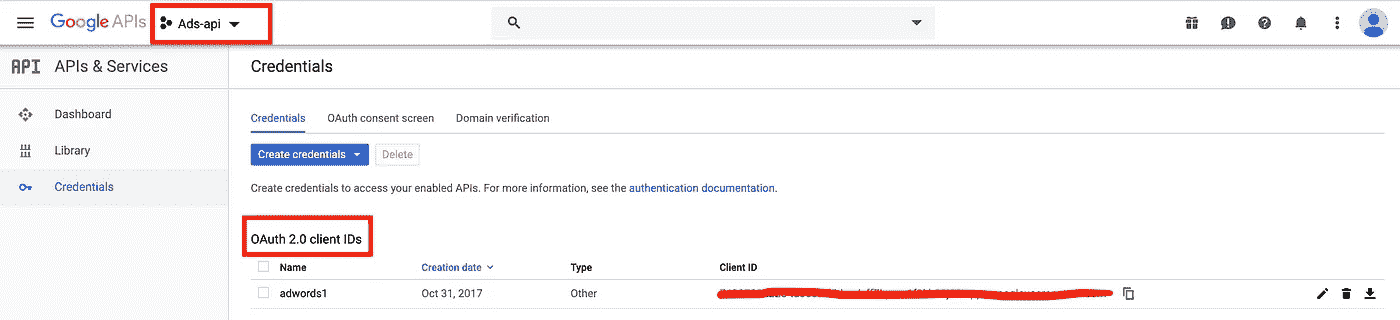 Google APIs Ads-api
API APIs & Services Credentials
Dashboard
Library
Credentials
Credentials OAuth consent screen Domain verification
Create credentials Delete
Create credentials to access your enabled APIs. For more information, see the authentication documentation.
OAuth 2.0 client IDs
Name Creation date Type Client ID
adwords1 Oct 31, 2017 Other